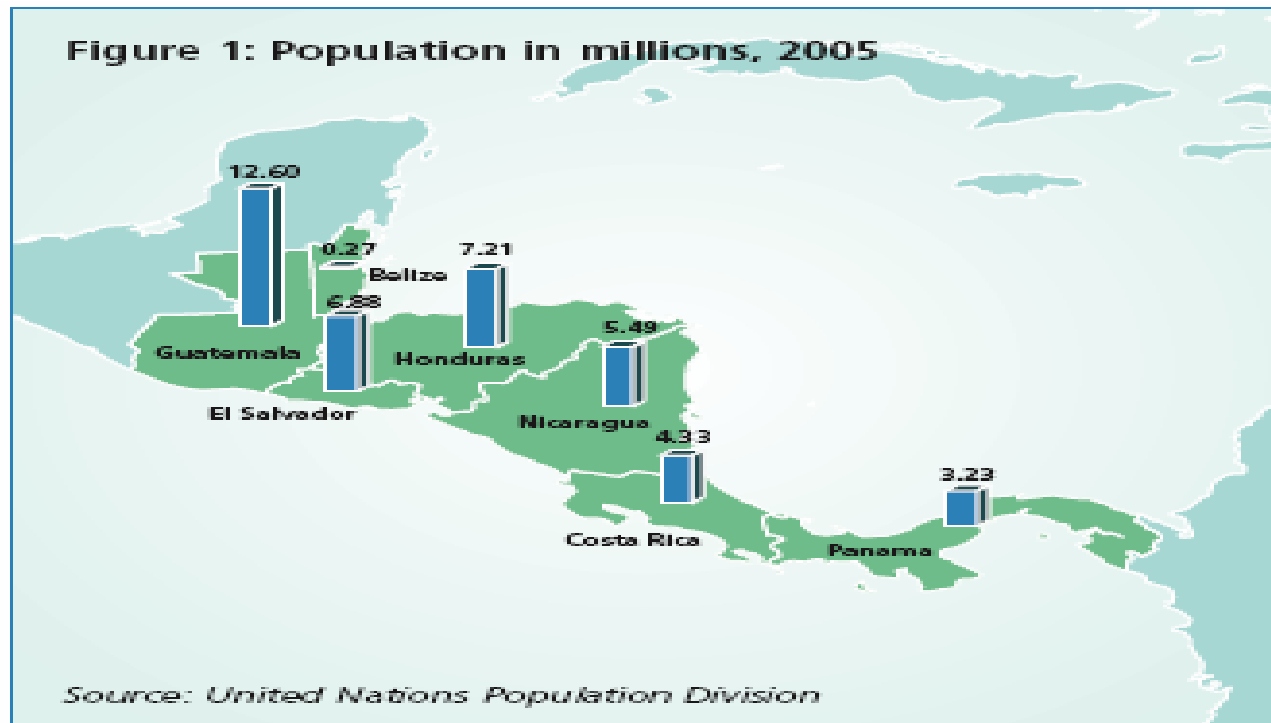 Figure 1: Population in millions, 2005
12.60
0.27
7.21
Belize
6.88
5.49
Guatemala
Honduras
El Salvador
Nicaragua
4.33
3.23
Costa Rica
Panama
Source: United Nations Population Division